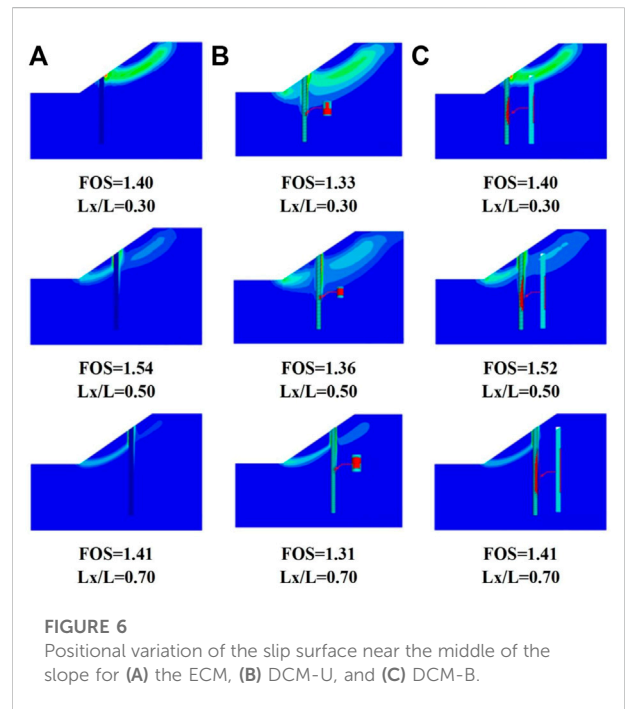 A B C
FOS=1.40 FOS=1.33 FOS=1.40
Lx/L=0.30 Lx/L=0.30 Lx/L=0.30
FOS=1.54 FOS=1.36 FOS=1.52
Lx/L=0.50 Lx/L=0.50 Lx/L=0.50
FOS=1.41 FOS=1.31 FOS=1.41
Lx/L=0.70 Lx/L=0.70 Lx/L=0.70
FIGURE 6
Positional variation of the slip surface near the middle of the
slope for (A) the ECM, (B) DCM-U, and (C) DCM-B.